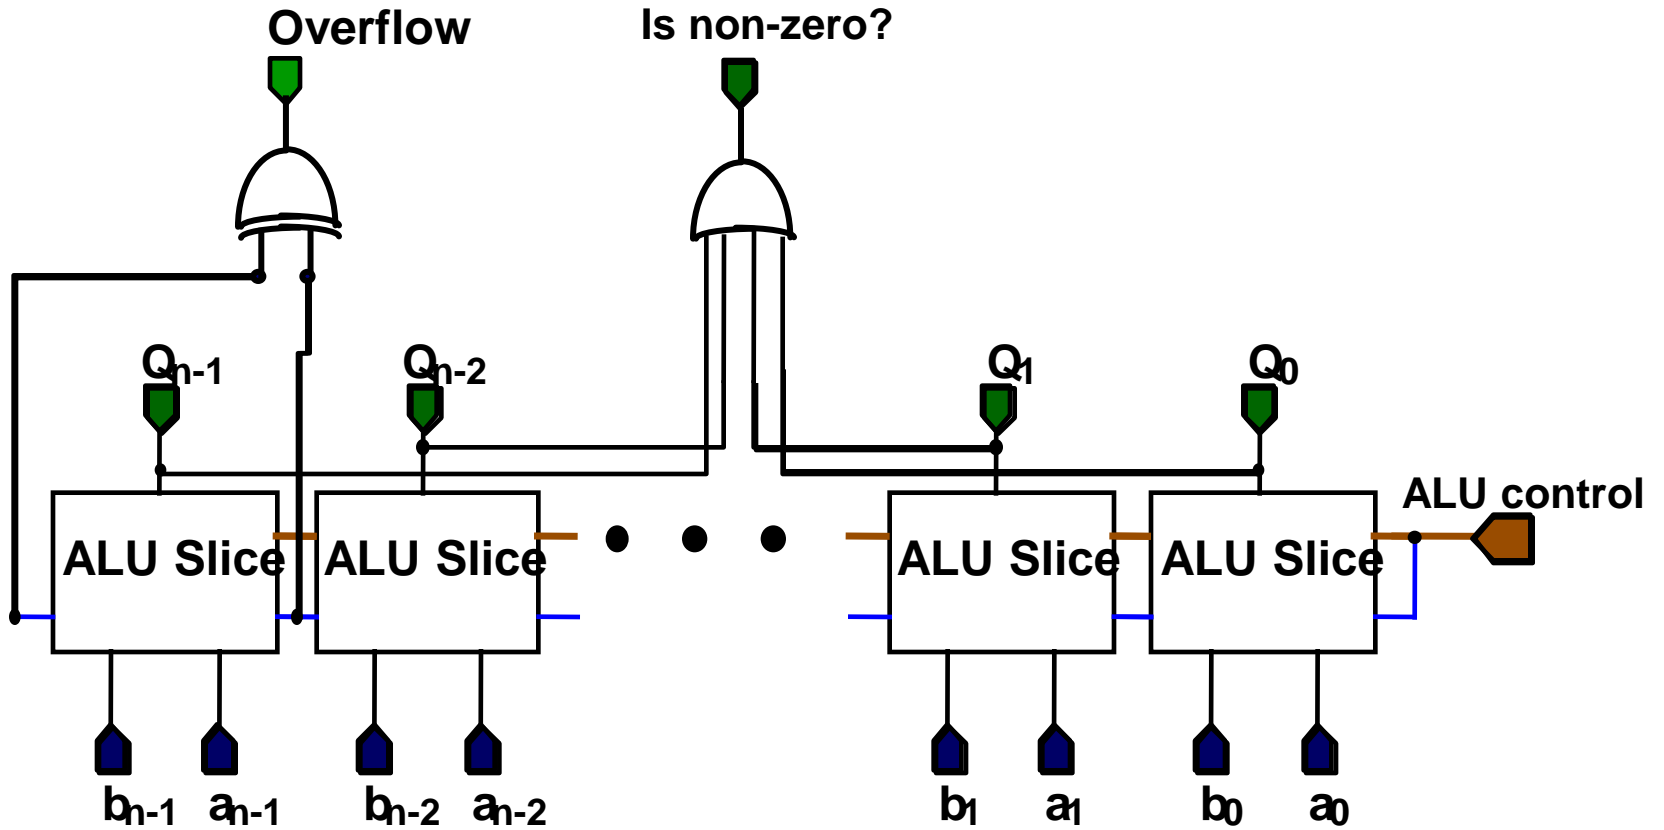 Overflow
Is non-zero?
Qn-1 Qn-2 Q1 Q0
ALU control
ALU Slice ALU Slice ALU Slice ALU Slice
bn-1 an-1 bn-2 an-2 b1 a1 b0 a0